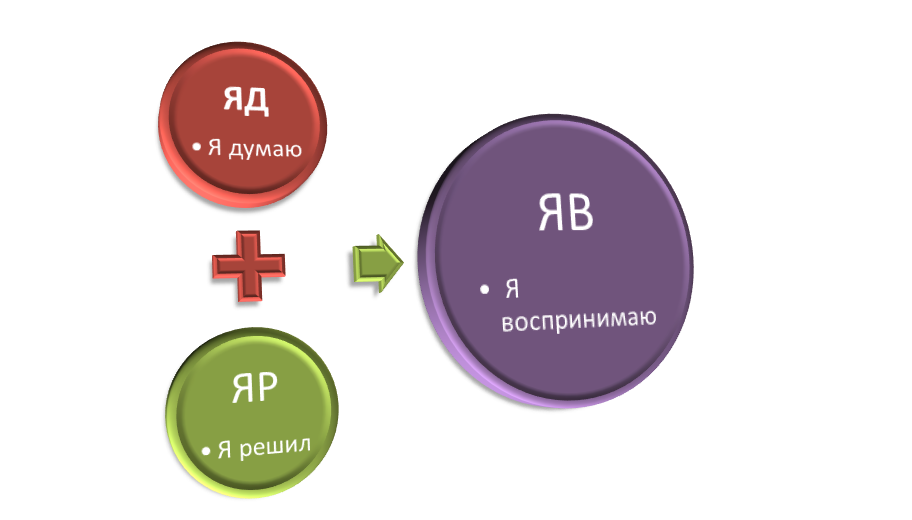 ЯД
• Я думаю
ЯР
• Я решил
ЯВ
• Я
воспринимаю